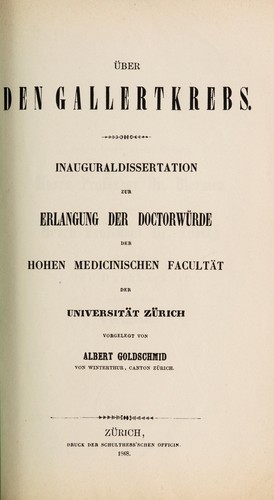 ÜBER
DEN GALLERTKREBS.
INAUGURALDISSERTATION
ZUR
ERLANGUNG DER DOCTORWÜRDE
DER
HOHEN MEDICINISCHEN FACULTÄT
DER
UNIVERSITÄT ZÜRICH
VORGELEGT VON
ALBERT GOLDSCHMID
VON WINTERTHUR, CANTON ZÜRICH.
ZÜRICH,
DRUCK DER SCHULTHESS'SCHEN OFFICIN.
1868.